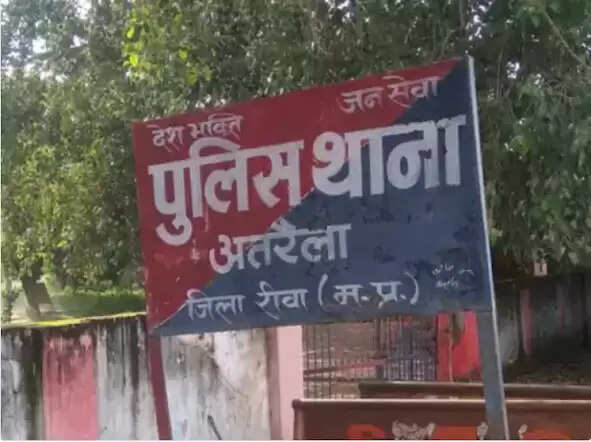 देश भक्ति जन सेवा
पुलिस थाना
अतरैला
जिला रीवा (म.प्र.)